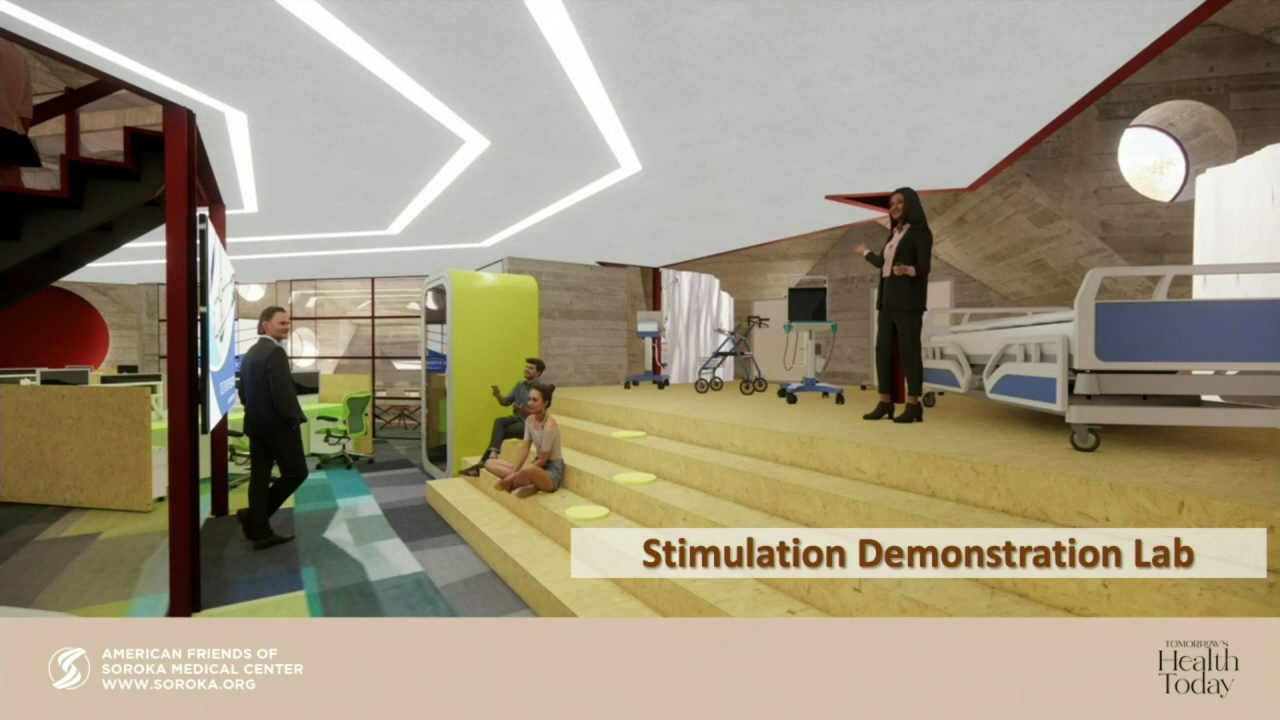 Stimulation Demonstration Lab
AMERICAN FRIENDS OF
SOROKA MEDICAL CENTER
WWW.SOROKA.ORG
TOMORROW'S
Health
Today